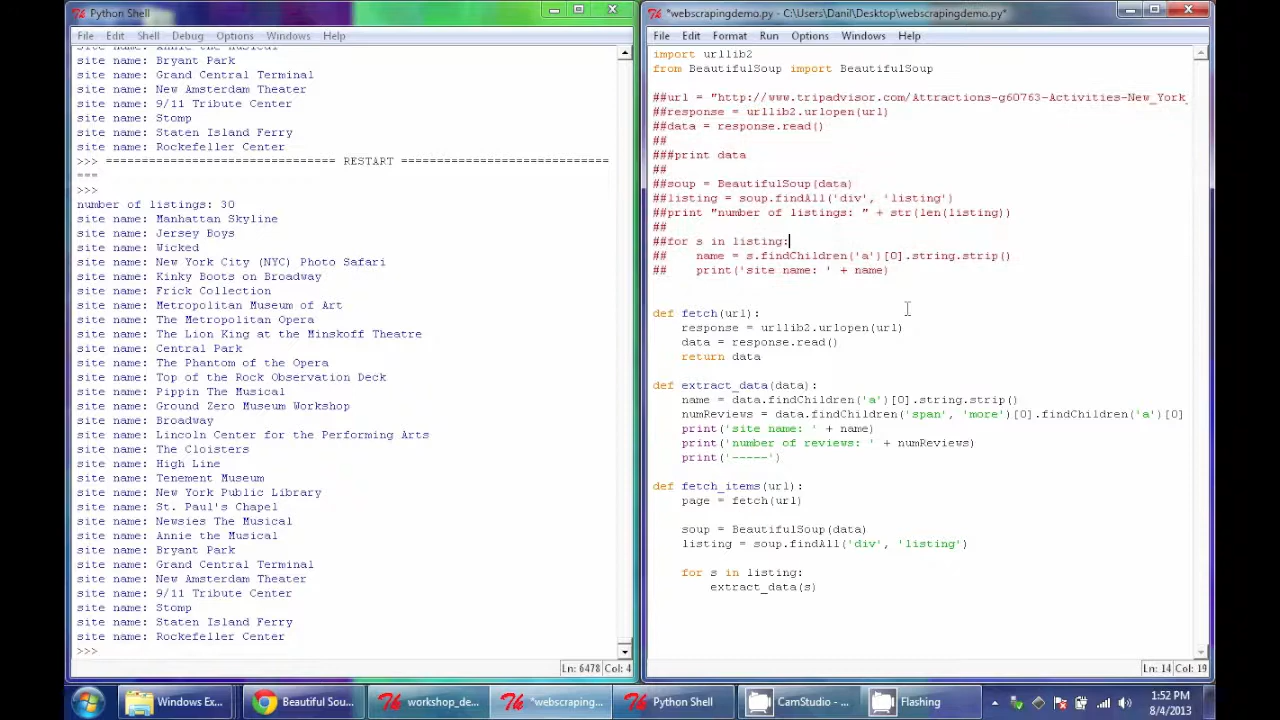 Python Shell
File Edit Shell Debug Options Windows Help
site name: Annie the Musical
site name: Bryant Park
site name: Grand Central Terminal
site name: New Amsterdam Theater
site name: 9/11 Tribute Center
site name: Stomp
site name: Staten Island Ferry
site name: Rockefeller Center
>>> ================================ RESTART =============================
===
>>>
number of listings: 30
site name: Manhattan Skyline
site name: Jersey Boys
site name: Wicked
site name: New York City (NYC) Photo Safari
site name: Kinky Boots on Broadway
site name: Frick Collection
site name: Metropolitan Museum of Art
site name: The Metropolitan Opera
site name: The Lion King at the Minskoff Theatre
site name: Central Park
site name: The Phantom of the Opera
site name: Top of the Rock Observation Deck
site name: Pippin The Musical
site name: Ground Zero Museum Workshop
site name: Broadway
site name: Lincoln Center for the Performing Arts
site name: The Cloisters
site name: High Line
site name: Tenement Museum
site name: New York Public Library
site name: St. Paul's Chapel
site name: Newsies The Musical
site name: Annie the Musical
site name: Bryant Park
site name: Grand Central Terminal
site name: New Amsterdam Theater
site name: 9/11 Tribute Center
site name: Stomp
site name: Staten Island Ferry
site name: Rockefeller Center
>>>
Ln: 6478 Col: 4
*webscrapingdemo.py - C:\Users\Danil\Desktop\webscrapingdemo.py*
File Edit Format Run Options Windows Help
import urllib2
from BeautifulSoup import BeautifulSoup
##url = "http://www.tripadvisor.com/Attractions-g60763-Activities-New_York_
##response = urllib2.urlopen(url)
##data = response.read()
##
###print data
##
##soup = BeautifulSoup(data)
##listing = soup.findAll('div', 'listing')
##print "number of listings: " + str(len(listing))
##
##for s in listing:
##    name = s.findChildren('a')[0].string.strip()
##    print('site name: ' + name)
def fetch(url):
    response = urllib2.urlopen(url)
    data = response.read()
    return data
def extract_data(data):
    name = data.findChildren('a')[0].string.strip()
    numReviews = data.findChildren('span', 'more')[0].findChildren('a')[0]
    print('site name: ' + name)
    print('number of reviews: ' + numReviews)
    print('-----')
def fetch_items(url):
    page = fetch(url)
    soup = BeautifulSoup(data)
    listing = soup.findAll('div', 'listing')
    for s in listing:
        extract_data(s)
Ln: 14 Col: 19
Windows Ex... Beautiful Sou... workshop_de... *webscraping... Python Shell CamStudio - ... Flashing
1:52 PM
8/4/2013